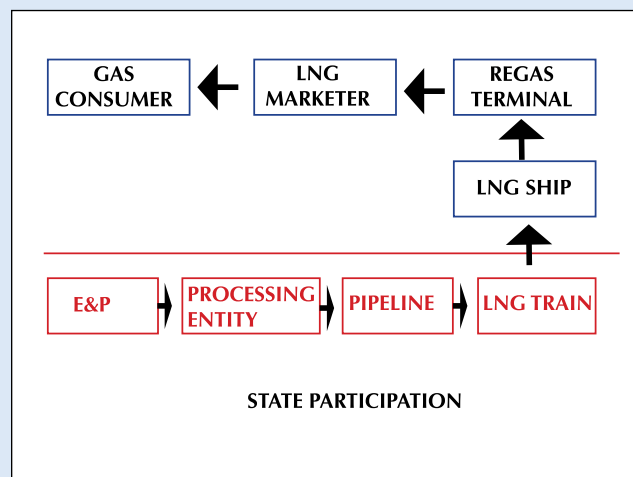 GAS
CONSUMER
LNG
MARKETER
REGAS
TERMINAL
LNG SHIP
E&P
PROCESSING
ENTITY
PIPELINE
LNG TRAIN
STATE PARTICIPATION